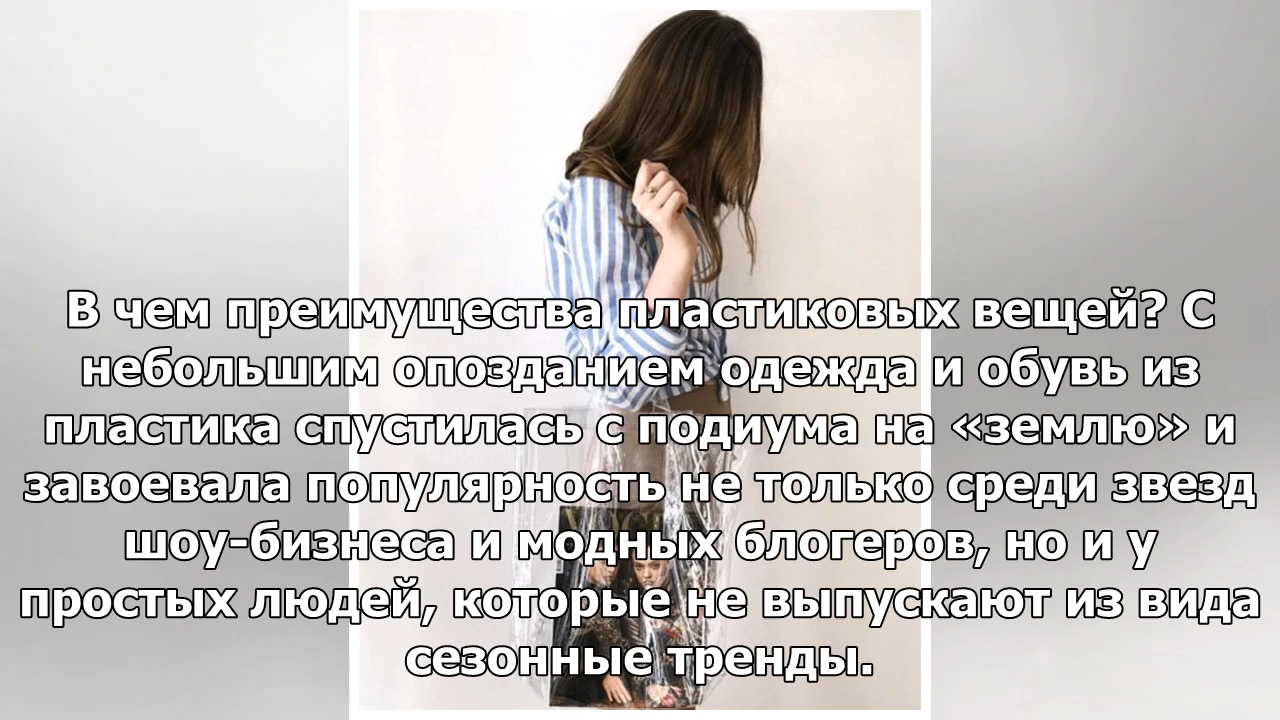 В чем преимущества пластиковых вещей? С
небольшим опозданием одежда и обувь из
пластика спустилась с подиума на «землю» и
завоевала популярность не только среди звезд
шоу-бизнеса и модных блогеров, но и у
простых людей, которые не выпускают из вида
сезонные тренды.